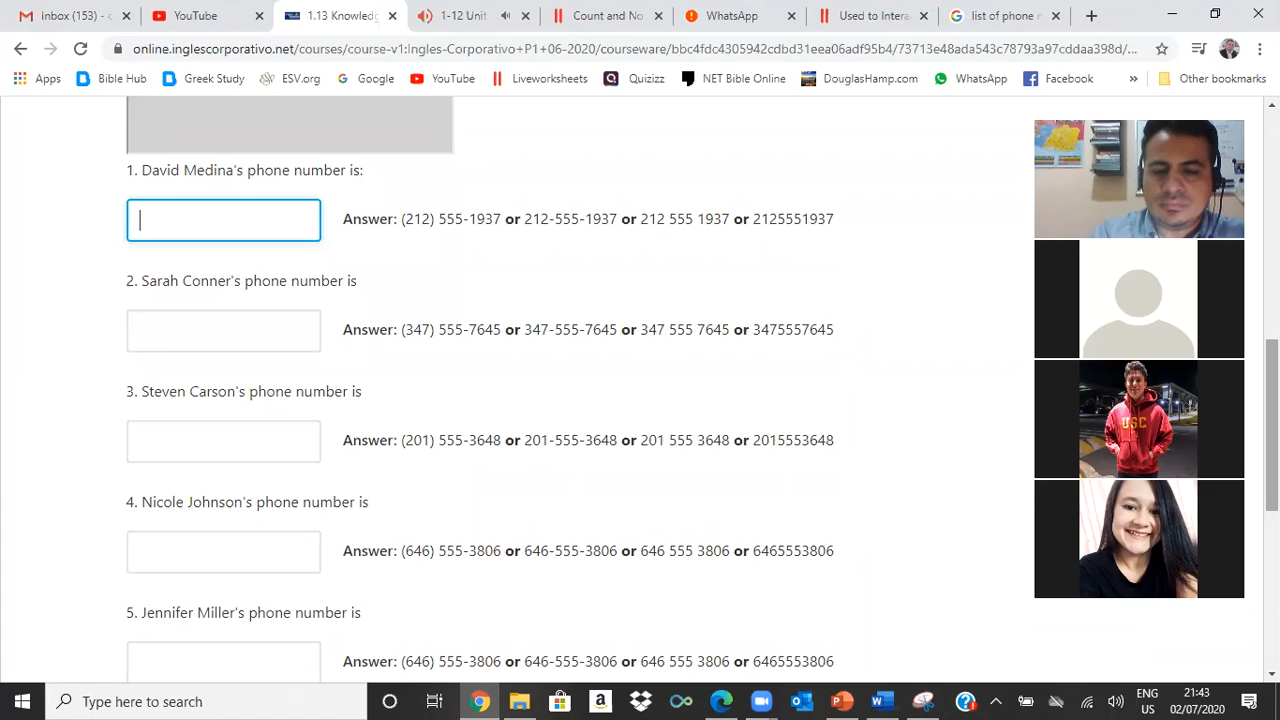 Inbox (153) - c
YouTube
1.13 Knowledg
1-12 Unit
Count and No
WhatsApp
Used to Intera
list of phone n
online.inglescorporativo.net/courses/course-v1:Ingles-Corporativo+P1+06-2020/courseware/bbc4fdc4305942cdbd31eea06adf95b4/73713e48ada543c78793a97cddaa398d/...
Apps
Bible Hub
Greek Study
ESV.org
Google
YouTube
Liveworksheets
Quizizz
NET Bible Online
DouglasHamp.com
WhatsApp
Facebook
»
Other bookmarks
1. David Medina's phone number is:
Answer: (212) 555-1937 or 212-555-1937 or 212 555 1937 or 2125551937
2. Sarah Conner's phone number is
Answer: (347) 555-7645 or 347-555-7645 or 347 555 7645 or 3475557645
3. Steven Carson's phone number is
Answer: (201) 555-3648 or 201-555-3648 or 201 555 3648 or 2015553648
4. Nicole Johnson's phone number is
Answer: (646) 555-3806 or 646-555-3806 or 646 555 3806 or 6465553806
5. Jennifer Miller's phone number is
Answer: (646) 555-3806 or 646-555-3806 or 646 555 3806 or 6465553806
USC
Type here to search
ENG
US
21:43
02/07/2020